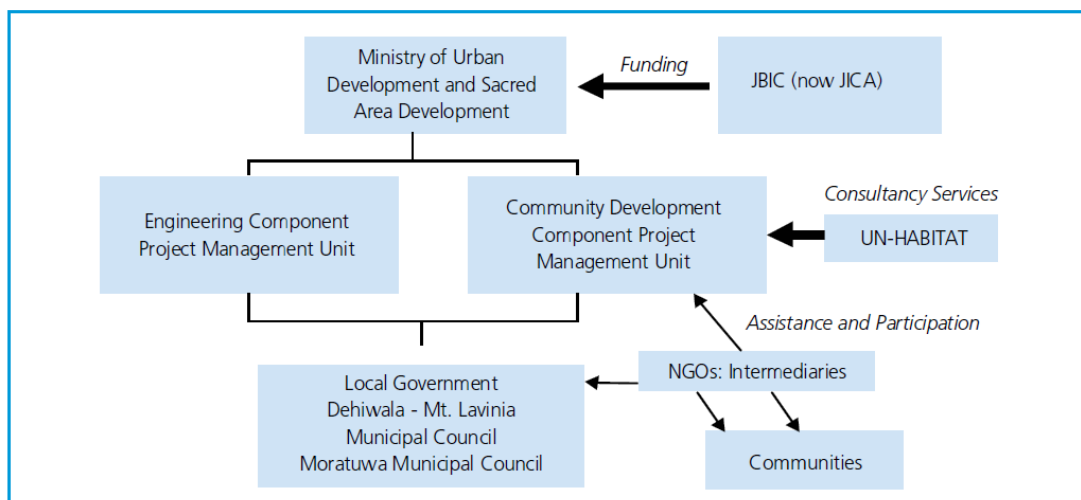 Ministry of Urban
Development and Sacred
Area Development
Funding
JBIC (now JICA)
Engineering Component
Project Management Unit
Community Development
Component Project
Management Unit
Consultancy Services
UN-HABITAT
Assistance and Participation
NGOs: Intermediaries
Local Government
Dehiwala - Mt. Lavinia
Municipal Council
Moratuwa Municipal Council
Communities